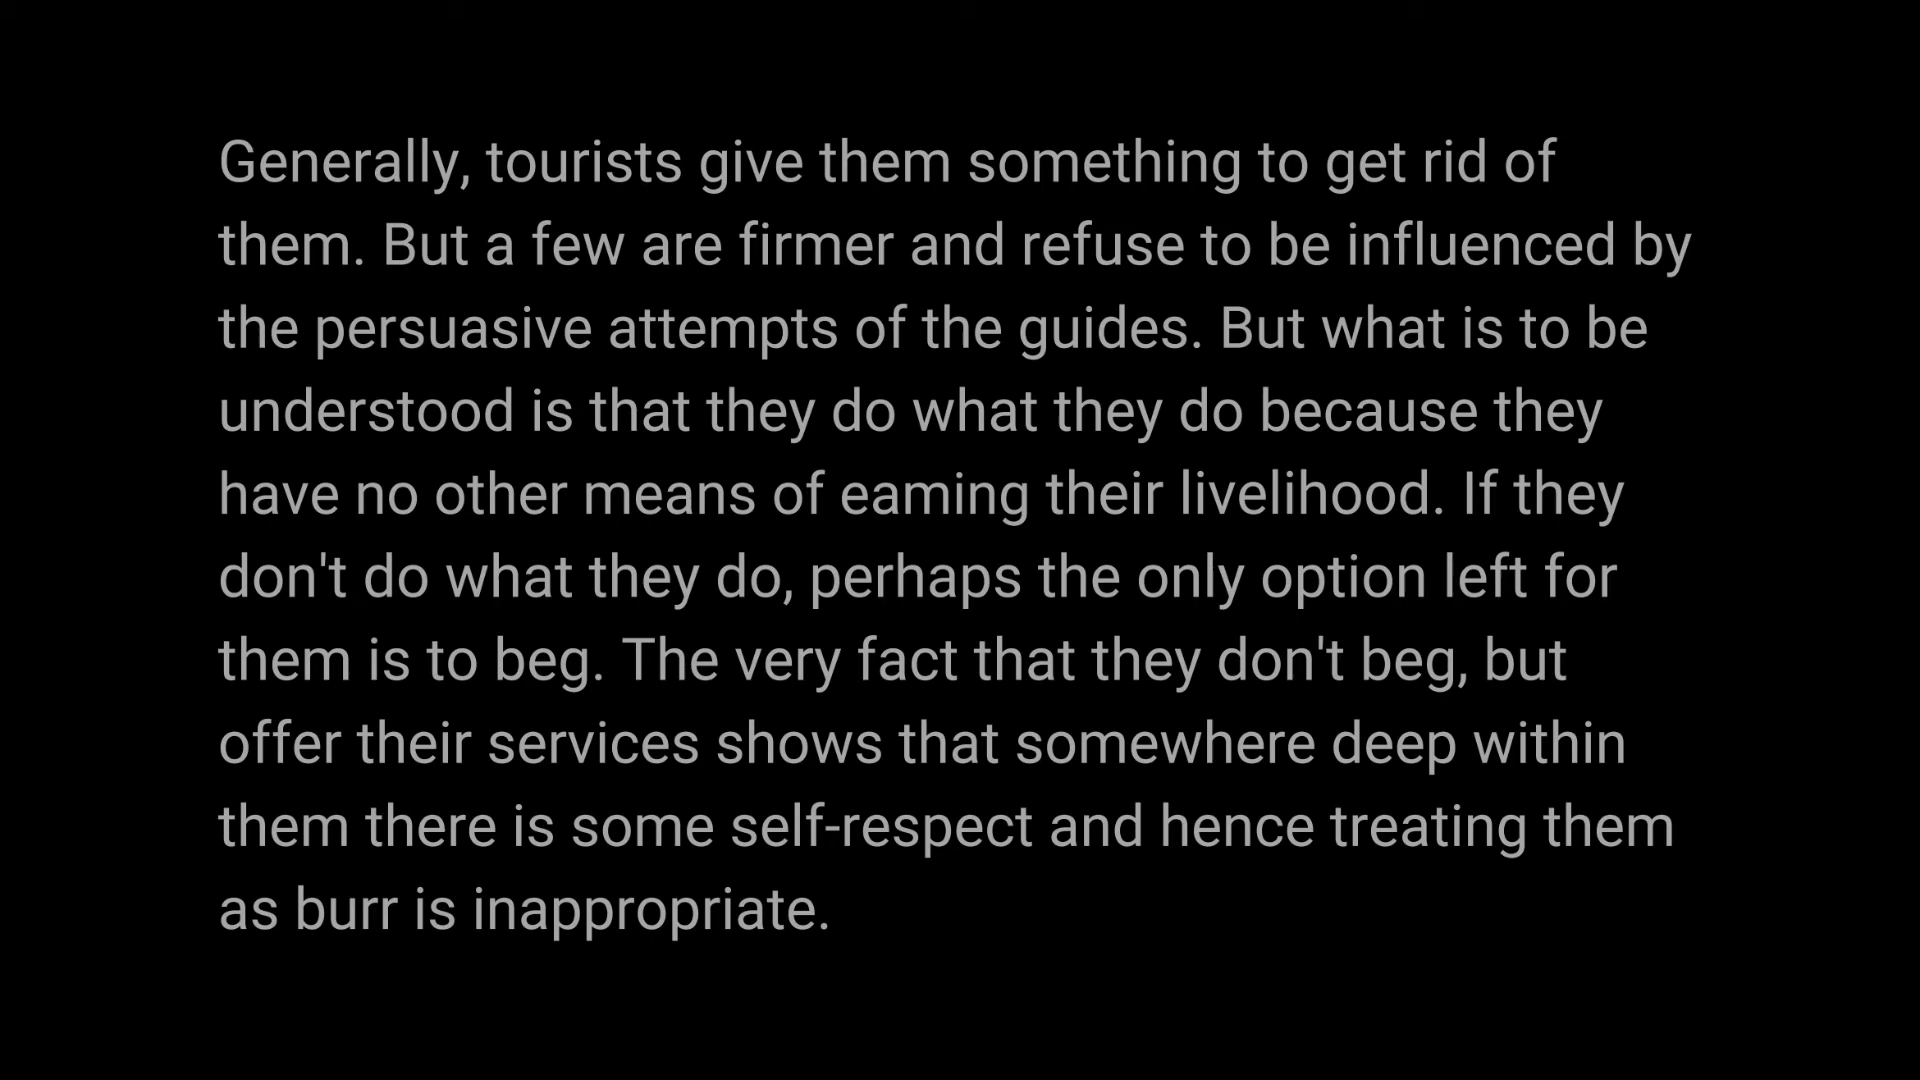 Generally, tourists give them something to get rid of
them. But a few are firmer and refuse to be influenced by
the persuasive attempts of the guides. But what is to be
understood is that they do what they do because they
have no other means of eaming their livelihood. If they
don't do what they do, perhaps the only option left for
them is to beg. The very fact that they don't beg, but
offer their services shows that somewhere deep within
them there is some self-respect and hence treating them
as burr is inappropriate.